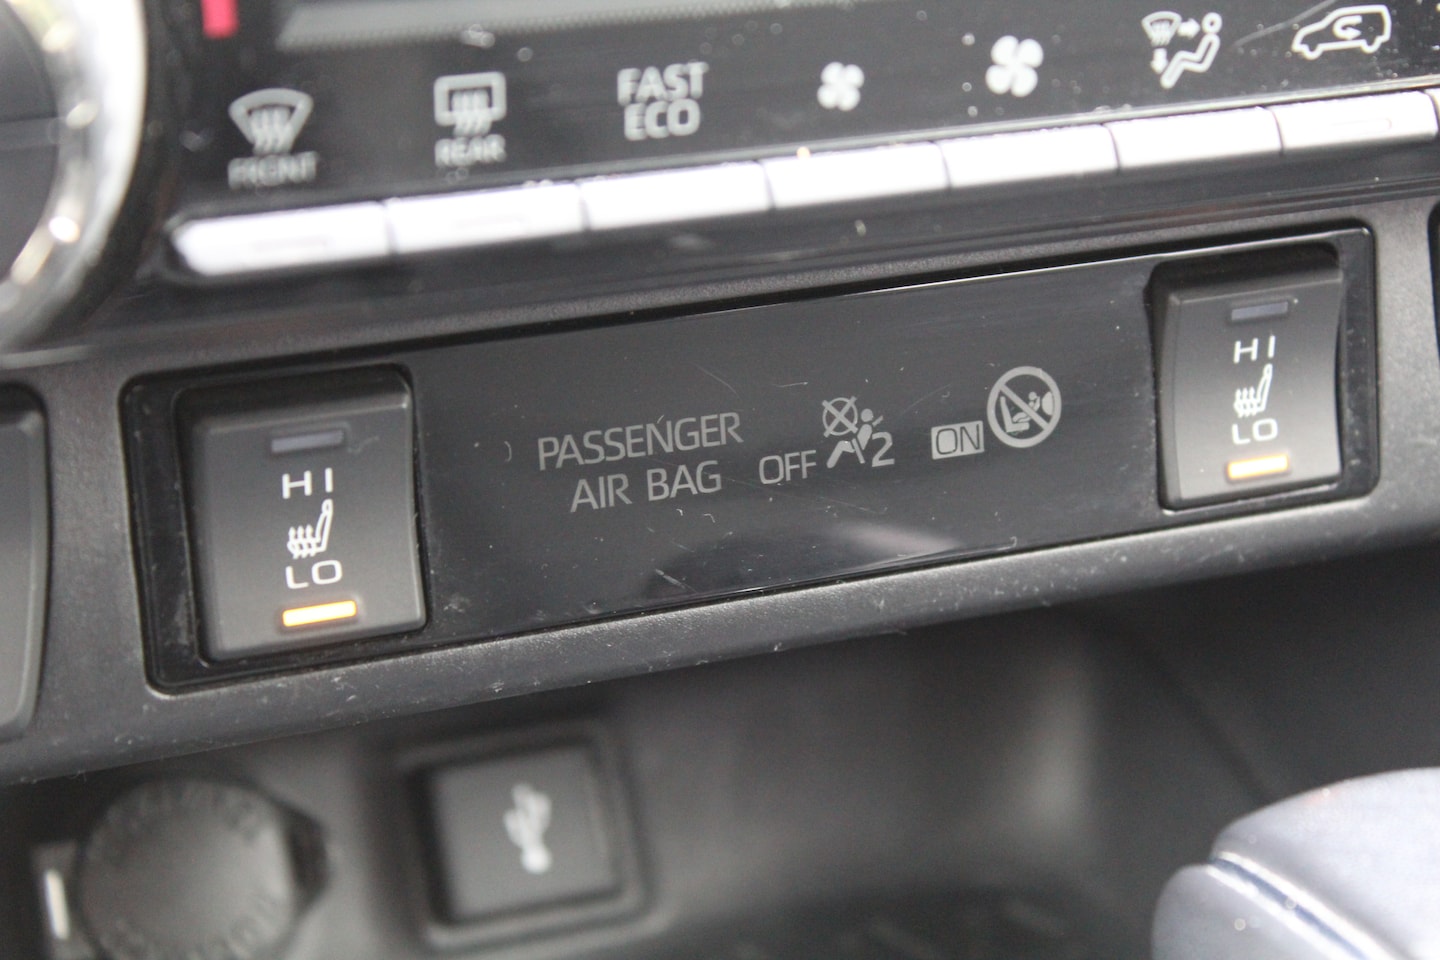 FRONT
REAR
FAST
ECO
HI
LO
PASSENGER
AIR BAG
OFF 2
ON
HI
LO